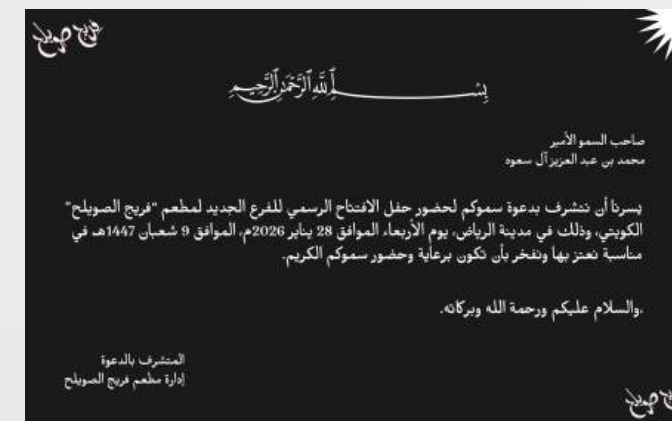 فريج صويلح
بسم الله الرحمن الرحيم
صاحب السمو الأمير
محمد بن عبد العزيز آل سعود
يسرنا أن نتشرف بدعوة سموكم لحضور حفل الافتتاح الرسمي للفرع الجديد لمطعم "فريج الصويلح"
الكويتي، وذلك في مدينة الرياض، يوم الأربعاء الموافق 28 يناير 2026م، الموافق 9 شعبان 1447هـ في
مناسبة نعتز بها ونفخر بأن تكون برعاية وحضور سموكم الكريم.
،والسلام عليكم ورحمة الله وبركاته.
المتشرف بالدعوة
إدارة مطعم فريج الصويلح
فريج صويلح